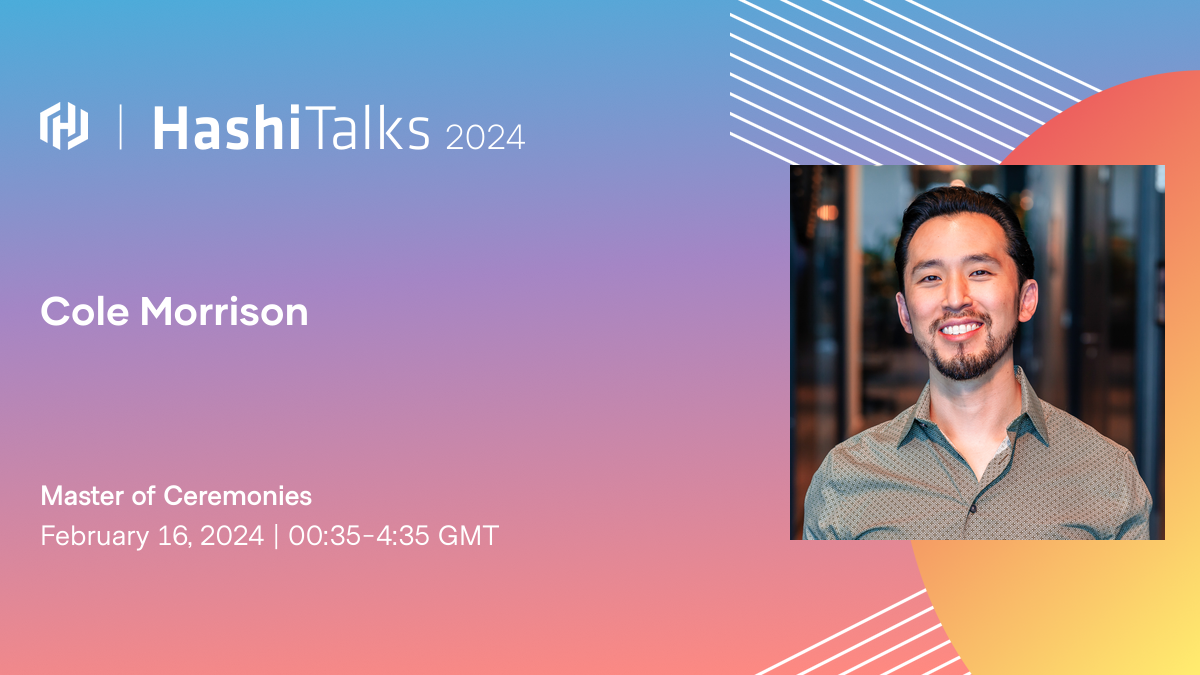 HashiTalks 2024
Cole Morrison
Master of Ceremonies
February 16, 2024 | 00:35-4:35 GMT